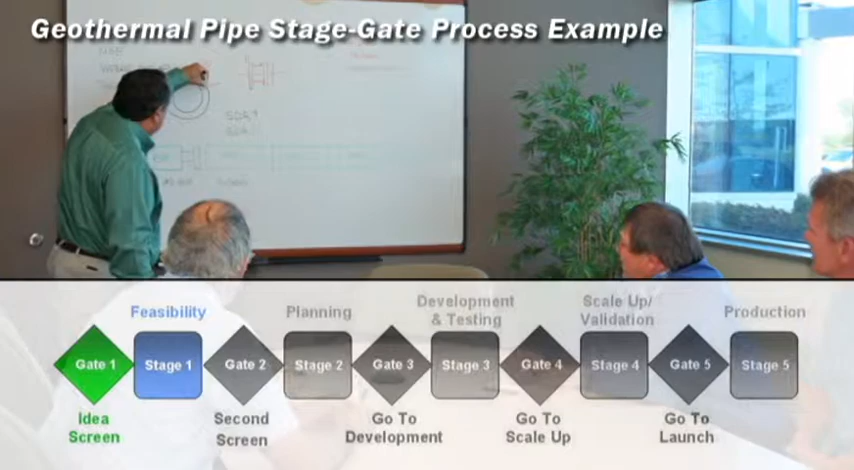 Geothermal Pipe Stage-Gate Process Example
Feasibility
Planning
Development
& Testing
Scale Up/
Validation
Production
Gate 1
Stage 1
Gate 2
Stage 2
Gate 3
Stage 3
Gate 4
Stage 4
Gate 5
Stage 5
Idea
Screen
Second
Screen
Go To
Development
Go To
Scale Up
Go To
Launch